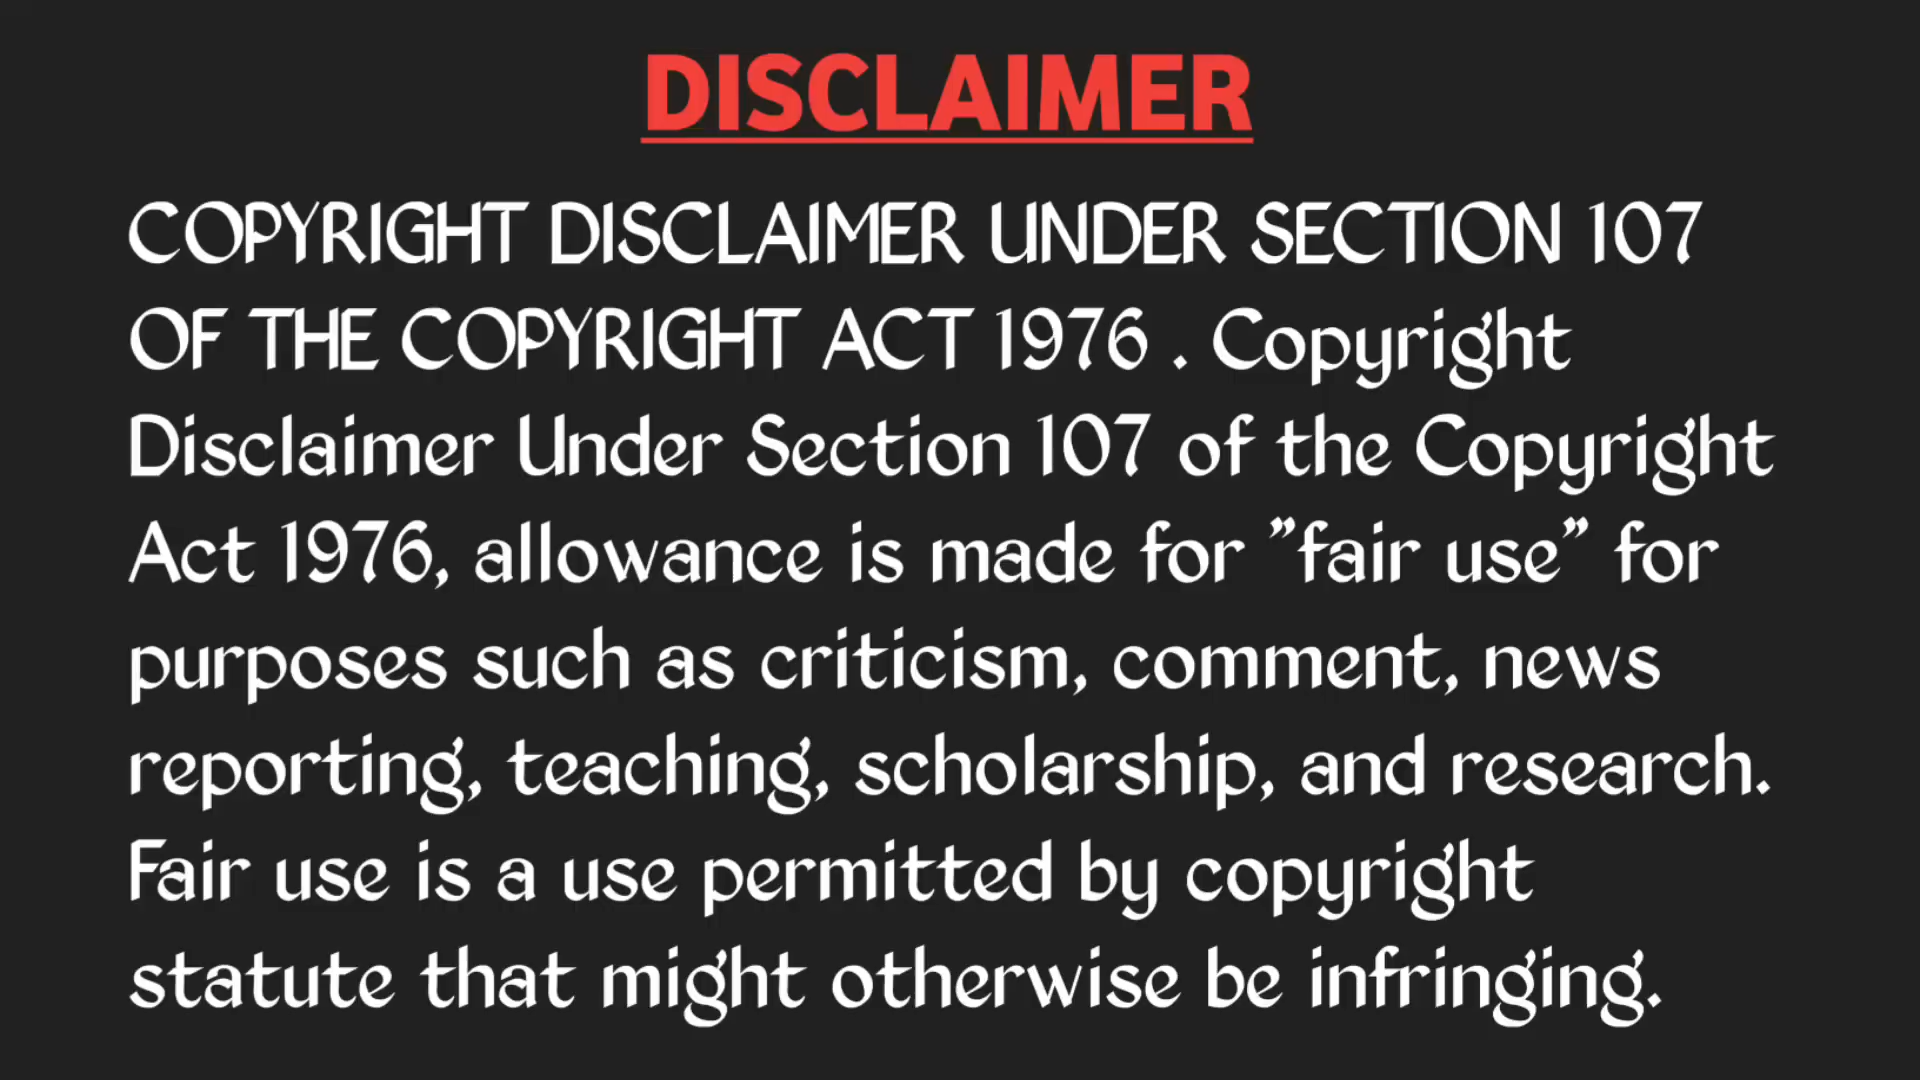 DISCLAIMER
COPYRIGHT DISCLAIMER UNDER SECTION 107
OF THE COPYRIGHT ACT 1976 . Copyright
Disclaimer Under Section 107 of the Copyright
Act 1976, allowance is made for ”fair use” for
purposes such as criticism, comment, news
reporting, teaching, scholarship, and research.
Fair use is a use permitted by copyright
statute that might otherwise be infringing.